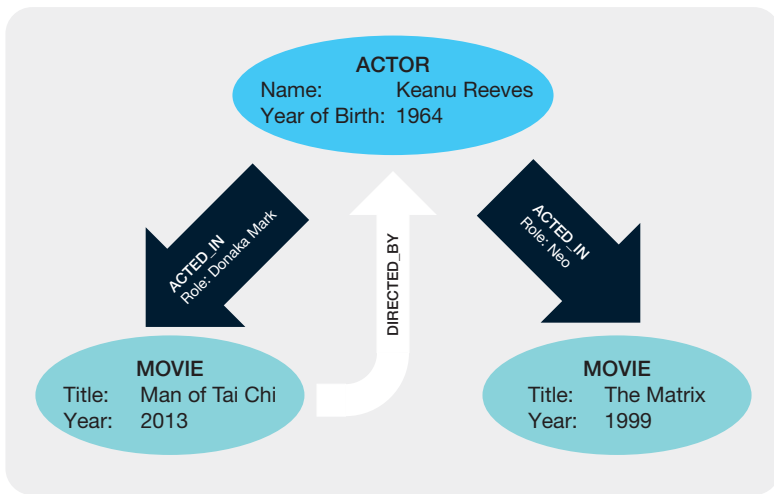 ACTOR
Name: Keanu Reeves
Year of Birth: 1964
ACTED_IN
Role: Donaka Mark
DIRECTED_BY
ACTED_IN
Role: Neo
MOVIE
Title: Man of Tai Chi
Year: 2013
MOVIE
Title: The Matrix
Year: 1999